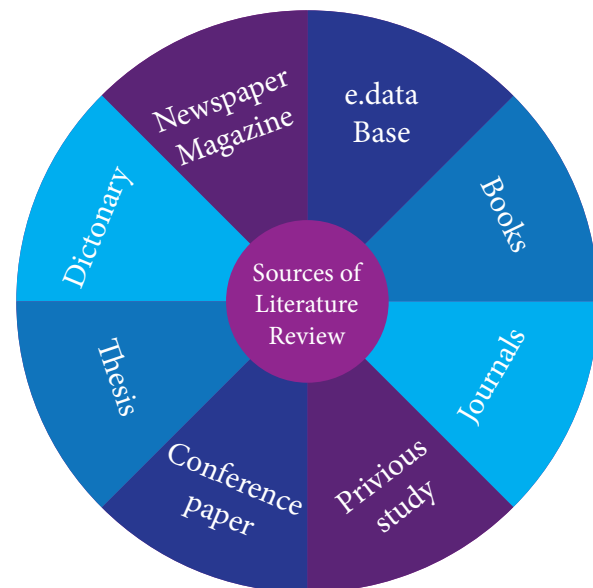 Newspaper
Magazine
e.data
Base
Books
Dictonary
Sources of
Literature
Review
Thesis
Journals
Conference
paper
Privious
study